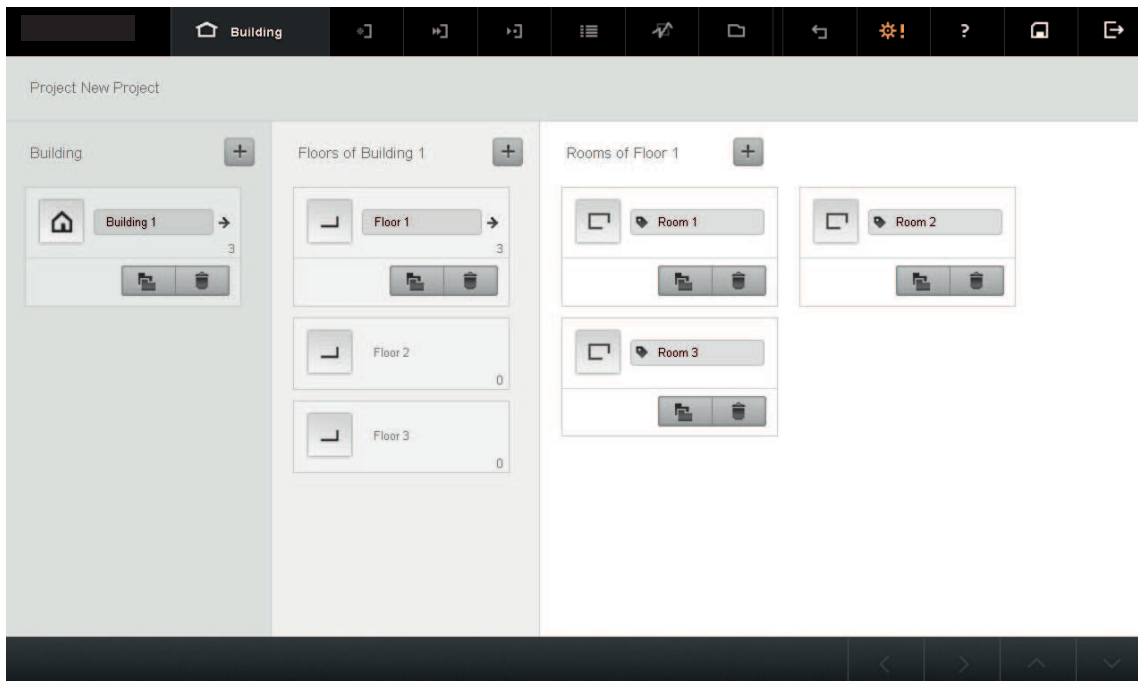 Building
?
Project New Project
Building
Floors of Building 1
Rooms of Floor 1
Building 1
3
Floor 1
3
Floor 2
0
Floor 3
0
Room 1
Room 2
Room 3